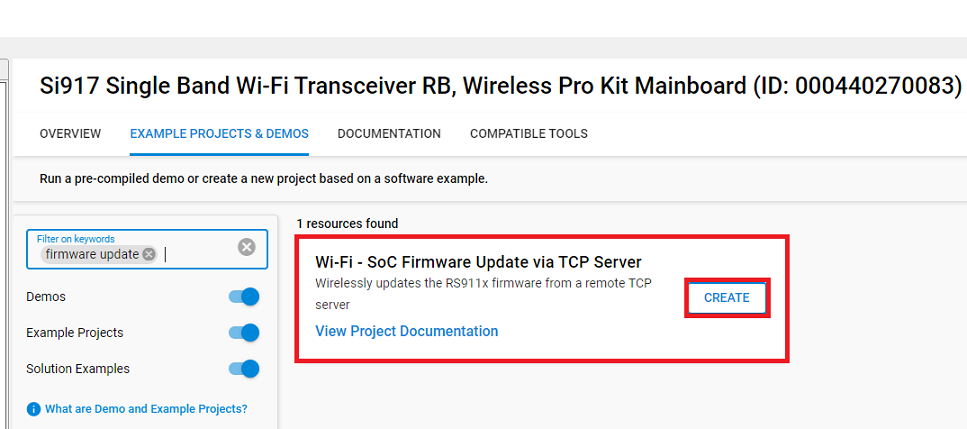 Si917 Single Band Wi-Fi Transceiver RB, Wireless Pro Kit Mainboard (ID: 000440270083)
OVERVIEW EXAMPLE PROJECTS & DEMOS DOCUMENTATION COMPATIBLE TOOLS
Run a pre-compiled demo or create a new project based on a software example.
Filter on keywords
firmware update
Demos
Example Projects
Solution Examples
What are Demo and Example Projects?
1 resources found
Wi-Fi - SoC Firmware Update via TCP Server
Wirelessly updates the RS911x firmware from a remote TCP
server
View Project Documentation
CREATE